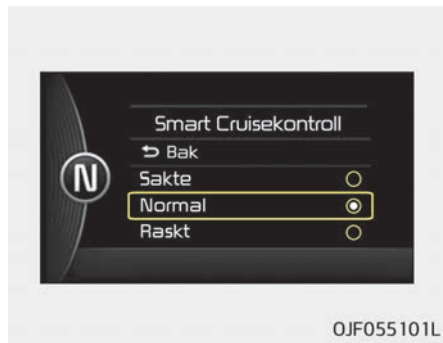 Smart Cruisekontroll
Bak
N
Sakte
Normal
Raskt
OJF055101L